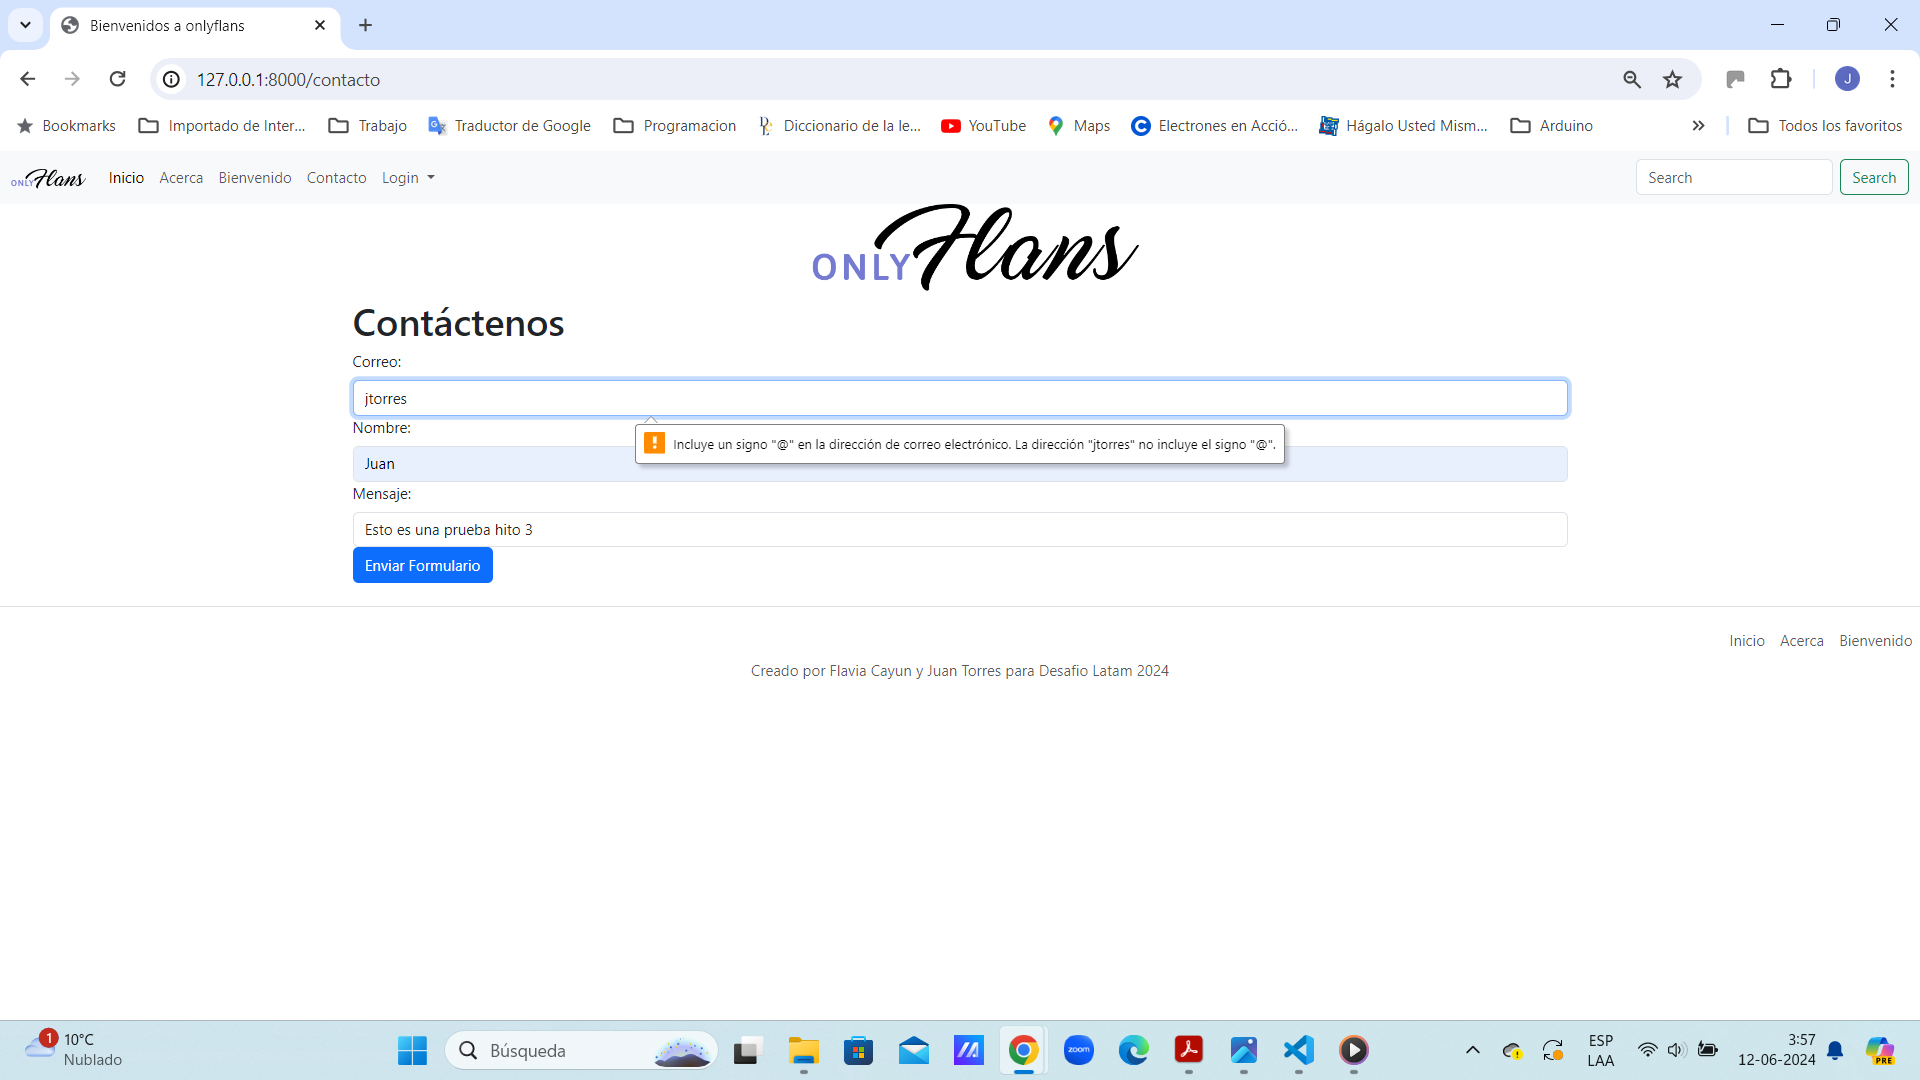 Bienvenidos a onlyflans
127.0.0.1:8000/contacto
J
Bookmarks Importado de Inter... Trabajo Traductor de Google Programacion Diccionario de la le... YouTube Maps Electrones en Acció... Hágalo Usted Mism... Arduino » Todos los favoritos
ONLY Flans Inicio Acerca Bienvenido Contacto Login Search Search
ONLY Flans
Contáctenos
Correo:
jtorres
Nombre:
Incluye un signo "@" en la dirección de correo electrónico. La dirección "jtorres" no incluye el signo "@".
Juan
Mensaje:
Esto es una prueba hito 3
Enviar Formulario
Inicio Acerca Bienvenido
Creado por Flavia Cayun y Juan Torres para Desafio Latam 2024
1 10°C
Nublado
Búsqueda
zoom
ESP
LAA
3:57
12-06-2024
PRE